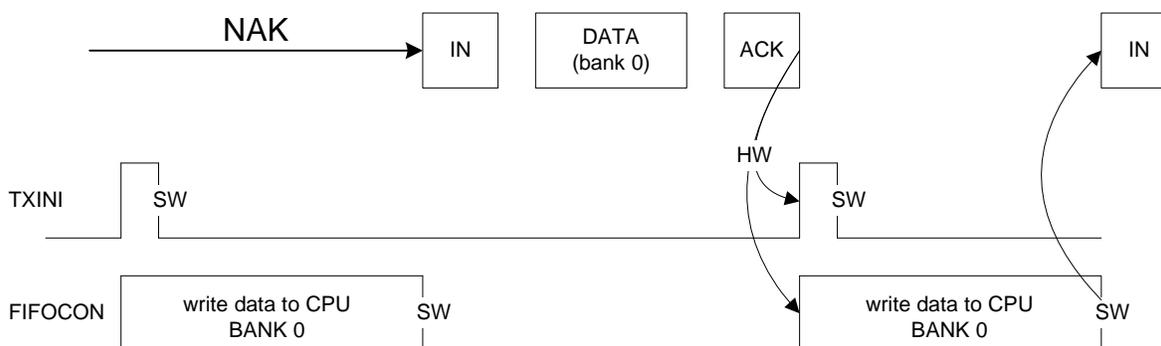 NAK
IN
DATA
(bank 0)
ACK
IN
HW
TXINI
SW
SW
FIFOCON
write data to CPU
BANK 0
SW
write data to CPU
BANK 0
SW